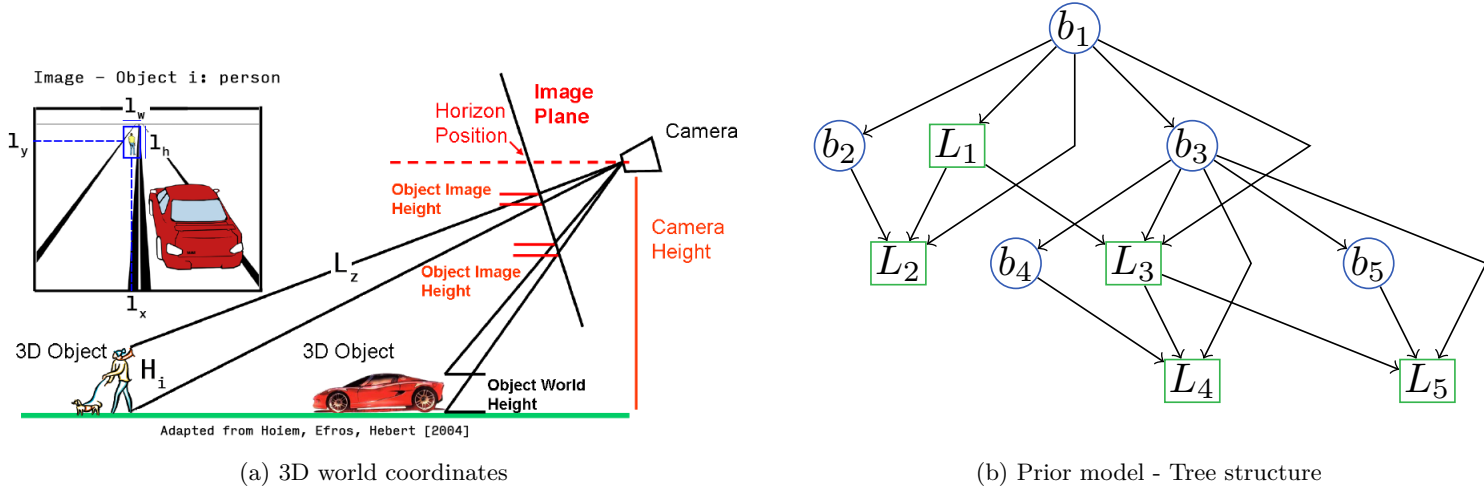 Image - Object i: person
l_w
l_y
l_h
l_x
Horizon
Position
Image
Plane
Camera
Object Image
Height
Object Image
Height
Camera
Height
L_z
3D Object
H_i
3D Object
Object World
Height
Adapted from Hoiem, Efros, Hebert [2004]
(a) 3D world coordinates
b_1
b_2
L_1
b_3
L_2
b_4
L_3
b_5
L_4
L_5
(b) Prior model - Tree structure